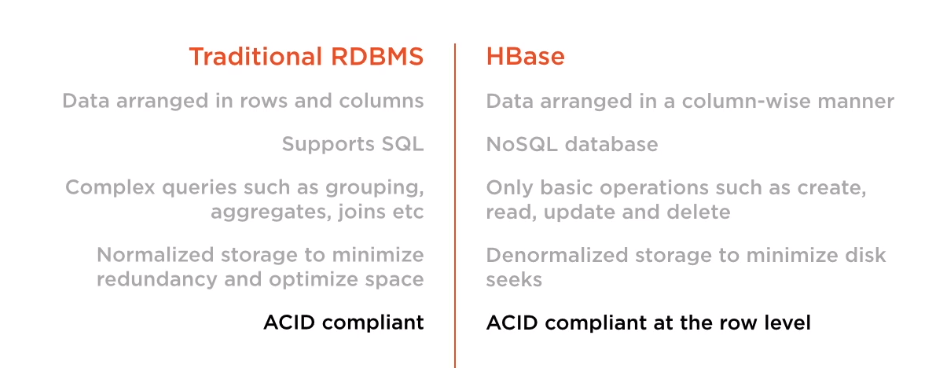 Traditional RDBMS
Data arranged in rows and columns
Supports SQL
Complex queries such as grouping,
aggregates, joins etc
Normalized storage to minimize
redundancy and optimize space
ACID compliant
HBase
Data arranged in a column-wise manner
NoSQL database
Only basic operations such as create,
read, update and delete
Denormalized storage to minimize disk
seeks
ACID compliant at the row level